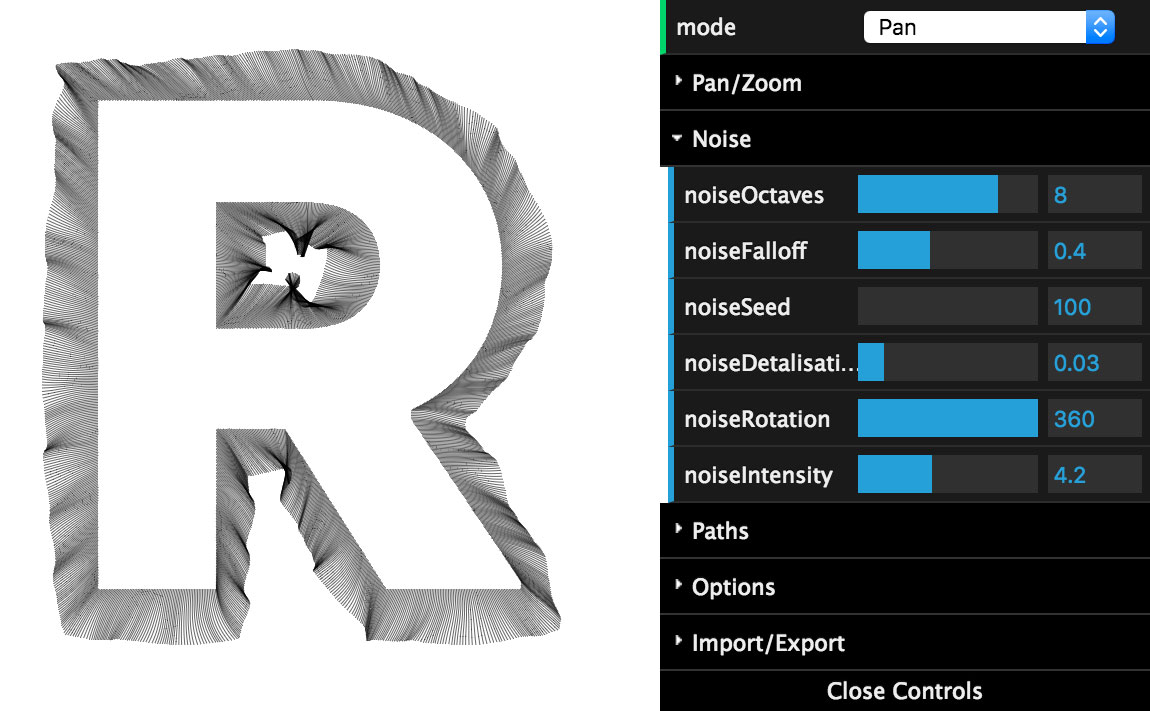 R
mode Pan
Pan/Zoom
Noise
noiseOctaves 8
noiseFalloff 0.4
noiseSeed 100
noiseDetalisati... 0.03
noiseRotation 360
noiseIntensity 4.2
Paths
Options
Import/Export
Close Controls